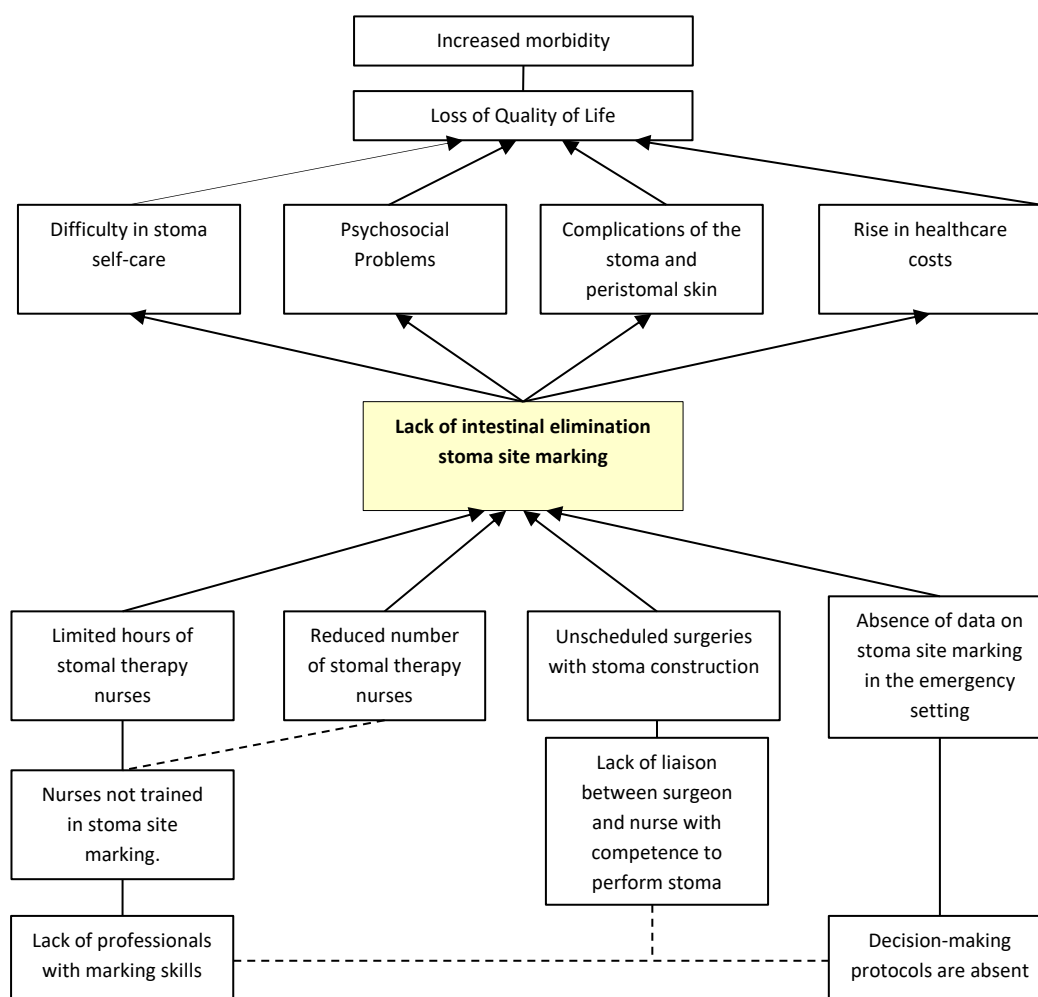 Increased morbidity
Loss of Quality of Life
Difficulty in stoma
self-care
Psychosocial
Problems
Complications of the
stoma and
peristomal skin
Rise in healthcare
costs
Lack of intestinal elimination
stoma site marking
Limited hours of
stomal therapy
nurses
Reduced number
of stomal therapy
nurses
Unscheduled surgeries
with stoma construction
Absence of data on
stoma site marking
in the emergency
setting
Nurses not trained
in stoma site
marking.
Lack of liaison
between surgeon
and nurse with
competence to
perform stoma
Lack of professionals
with marking skills
Decision-making
protocols are absent